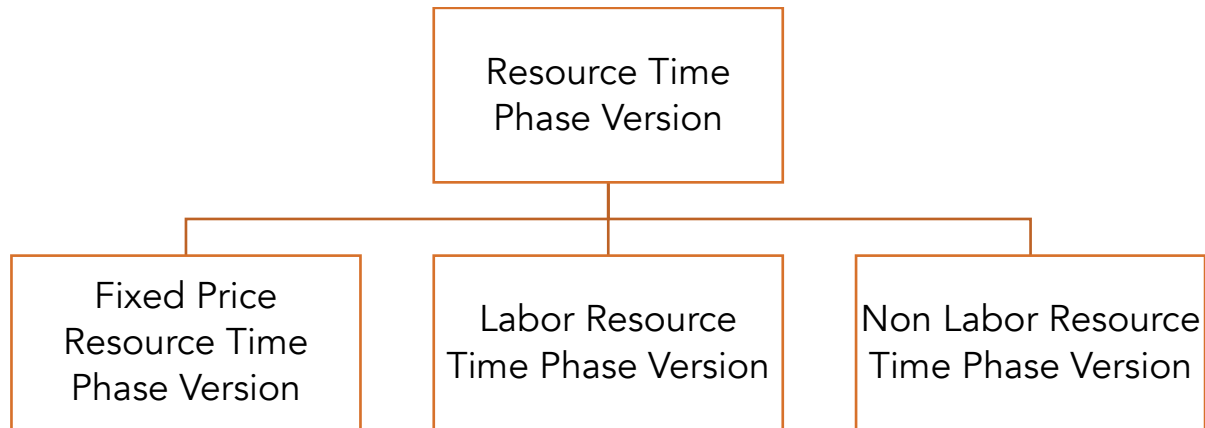 Resource Time
Phase Version
Fixed Price
Resource Time
Phase Version
Labor Resource
Time Phase Version
Non Labor Resource
Time Phase Version